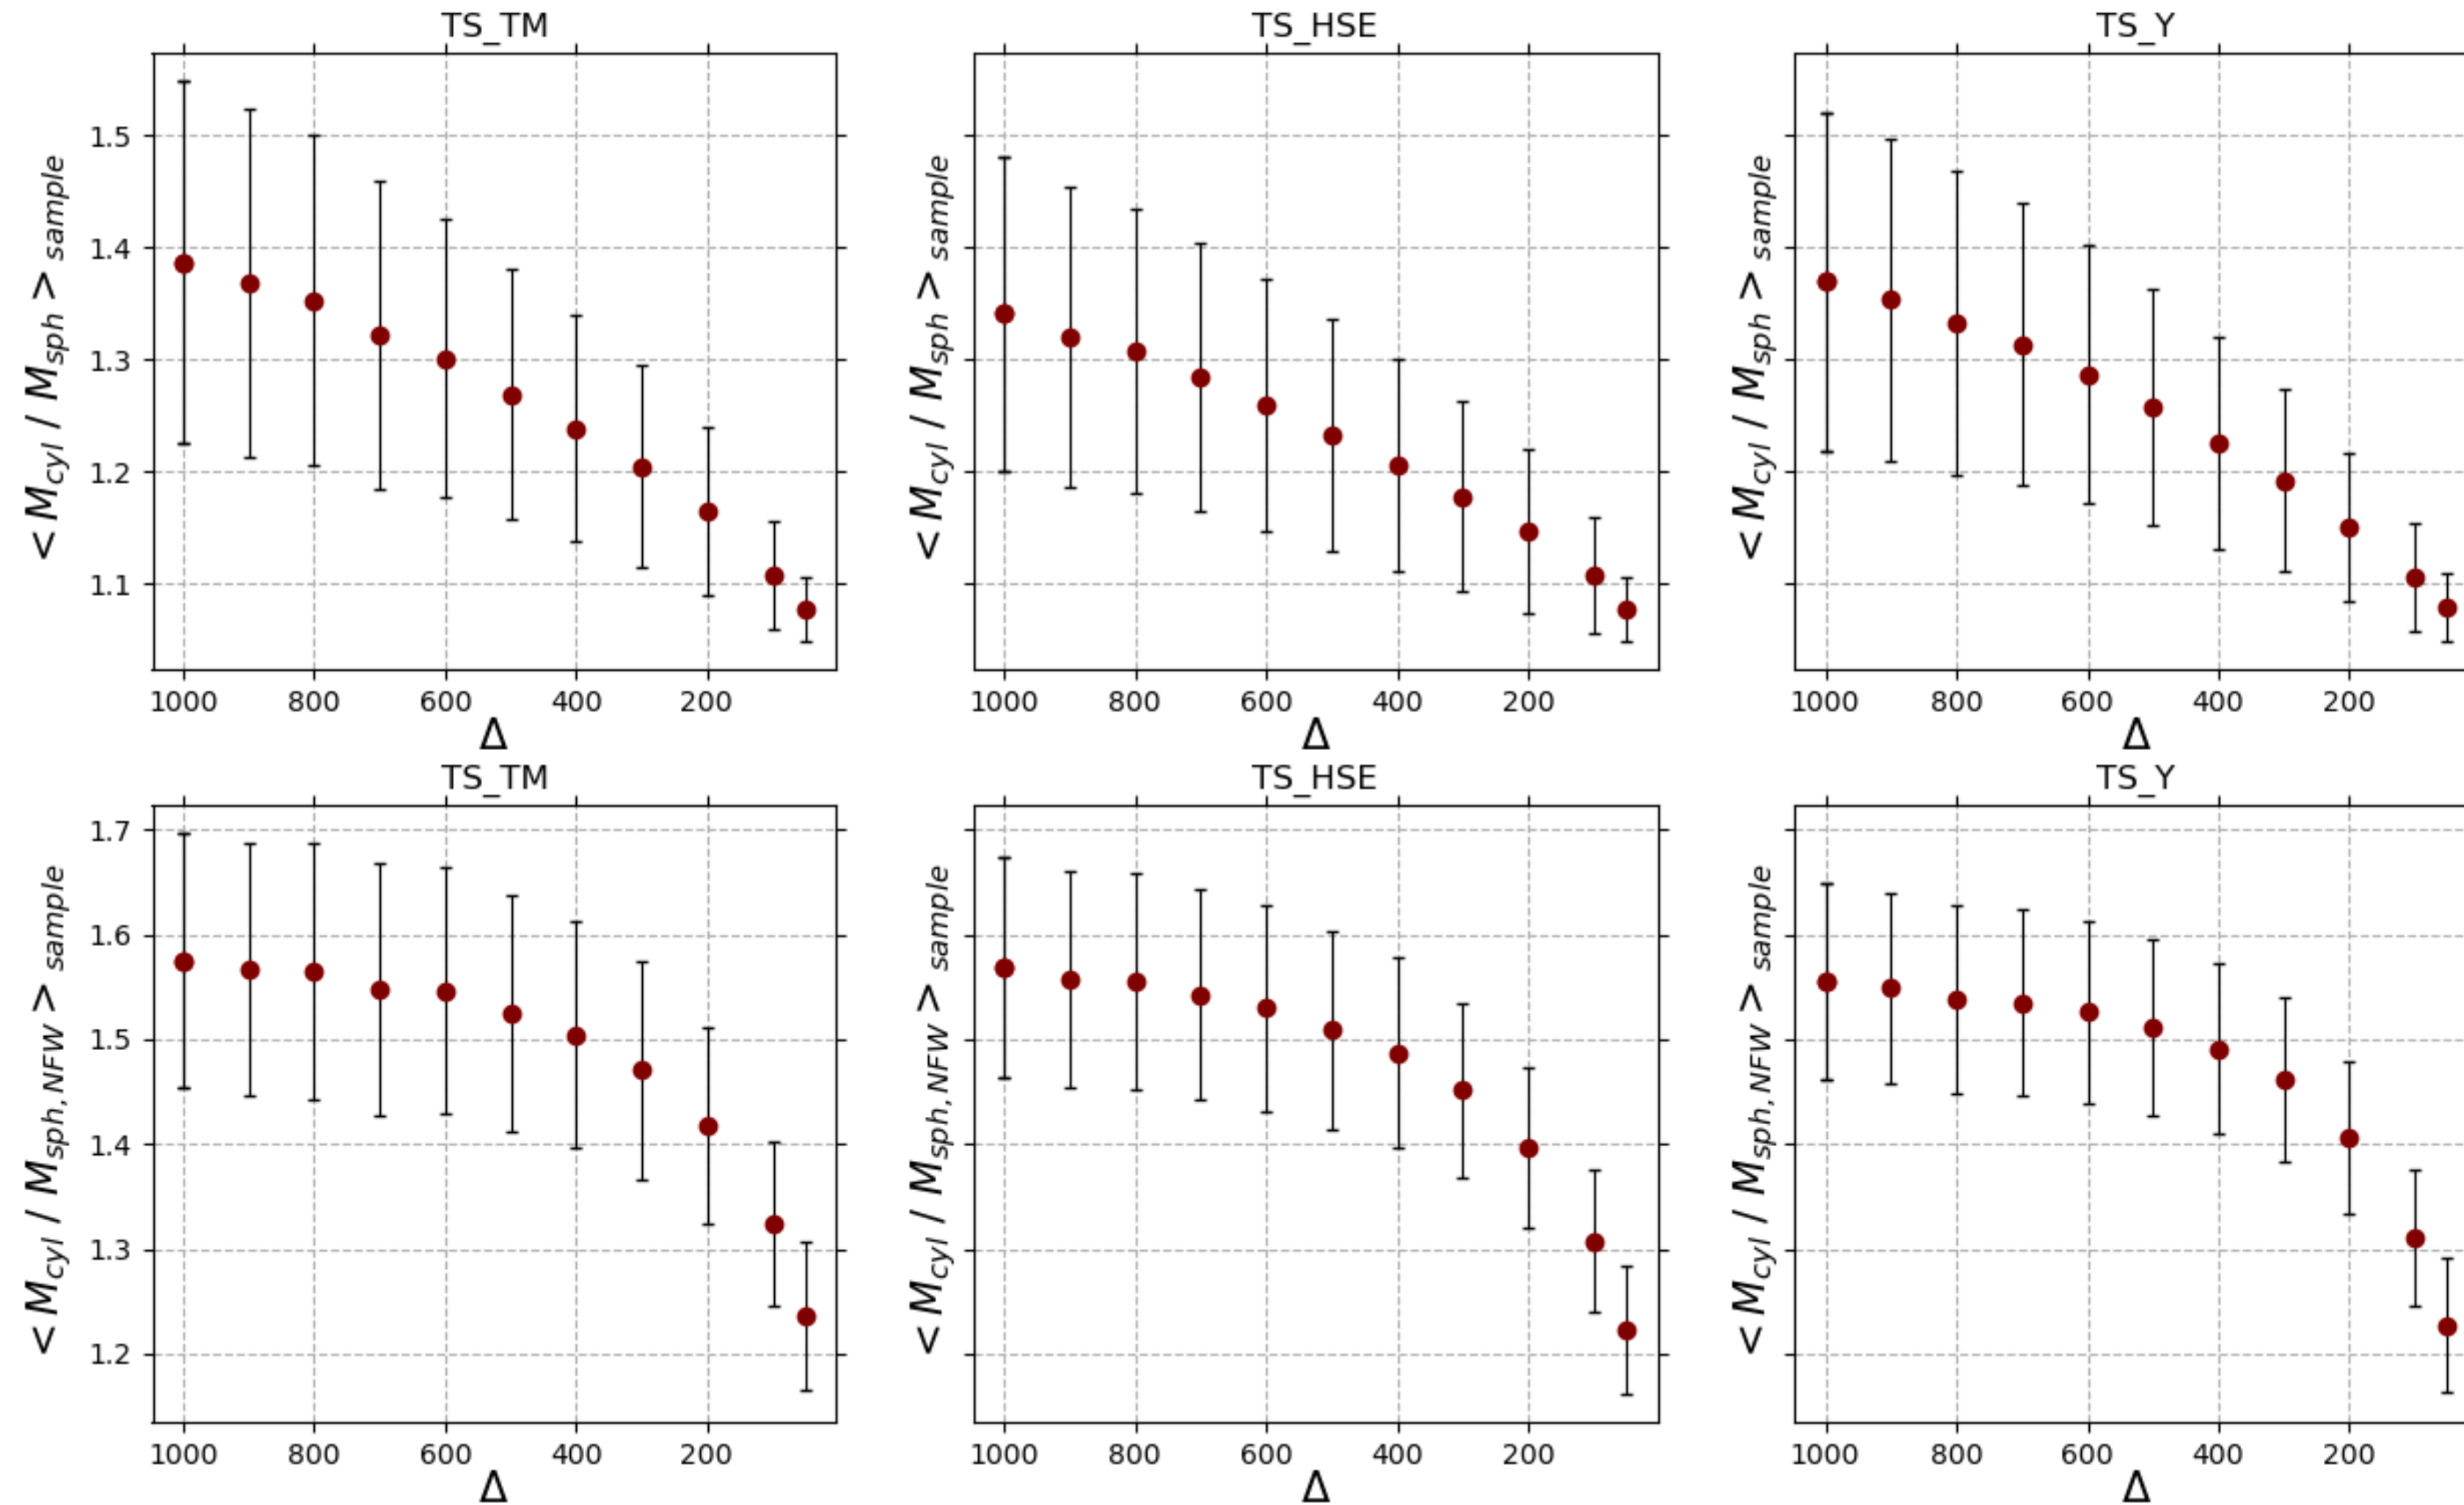 TS_TM
TS_HSE
TS_Y
< M_cyl / M_sph >_sample
1.5
1.4
1.3
1.2
1.1
< M_cyl / M_sph >_sample
< M_cyl / M_sph >_sample
1000 800 600 400 200
1000 800 600 400 200
1000 800 600 400 200
Δ
Δ
Δ
TS_TM
TS_HSE
TS_Y
< M_cyl / M_sph,NFW >_sample
1.7
1.6
1.5
1.4
1.3
1.2
< M_cyl / M_sph,NFW >_sample
< M_cyl / M_sph,NFW >_sample
1000 800 600 400 200
1000 800 600 400 200
1000 800 600 400 200
Δ
Δ
Δ